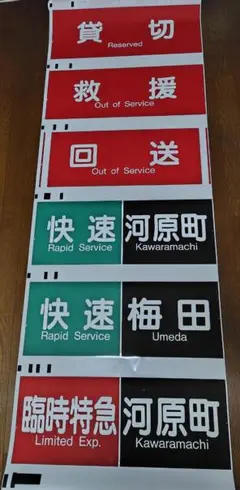 貸切
Reserved
救援
Out of Service
回送
Out of Service
快速 河原町
Rapid Service Kawaramachi
快速 梅田
Rapid Service Umeda
臨時特急 河原町
Limited Exp. Kawaramachi